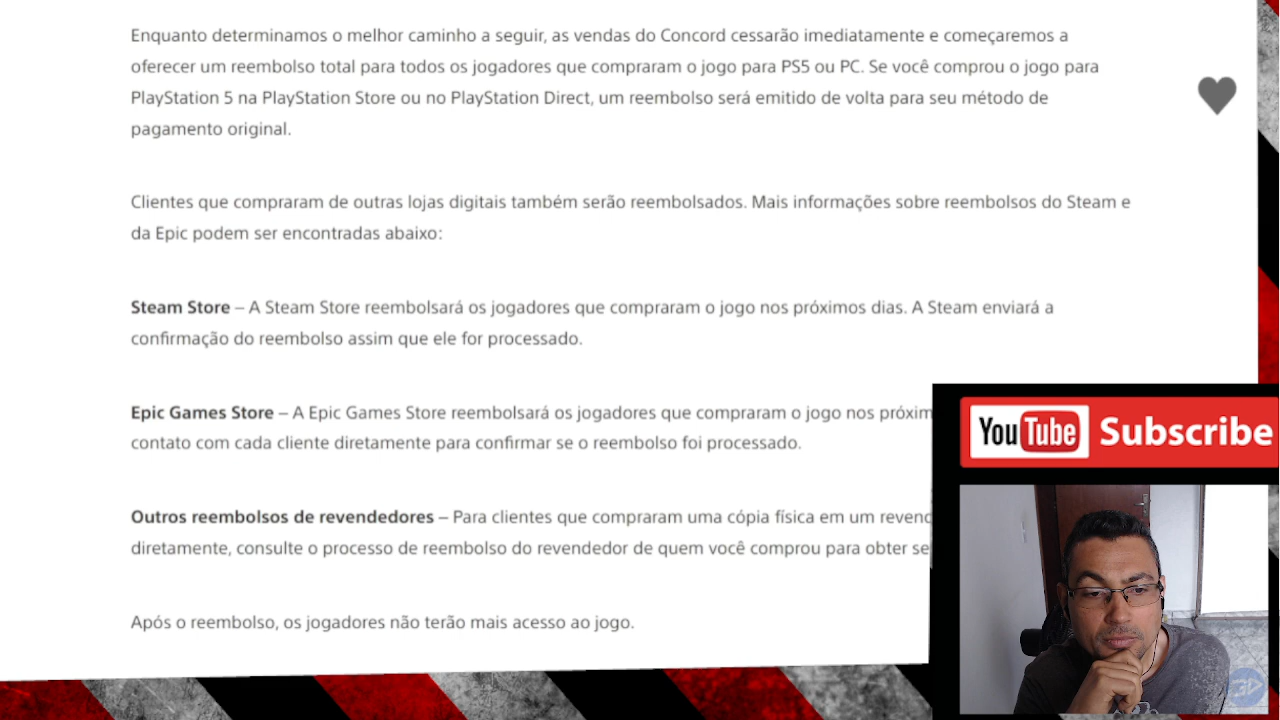 Enquanto determinamos o melhor caminho a seguir, as vendas do Concord cessarão imediatamente e começaremos a
oferecer um reembolso total para todos os jogadores que compraram o jogo para PS5 ou PC. Se você comprou o jogo para
PlayStation 5 na PlayStation Store ou no PlayStation Direct, um reembolso será emitido de volta para seu método de
pagamento original.
Clientes que compraram de outras lojas digitais também serão reembolsados. Mais informações sobre reembolsos do Steam e
da Epic podem ser encontradas abaixo:
Steam Store – A Steam Store reembolsará os jogadores que compraram o jogo nos próximos dias. A Steam enviará a
confirmação do reembolso assim que ele for processado.
Epic Games Store – A Epic Games Store reembolsará os jogadores que compraram o jogo nos
contato com cada cliente diretamente para confirmar se o reembolso foi processado.
Outros reembolsos de revendedores – Para clientes que compraram uma cópia física em um
diretamente, consulte o processo de reembolso do revendedor de quem você comprou para obter
Após o reembolso, os jogadores não terão mais acesso ao jogo.
YouTube Subscribe